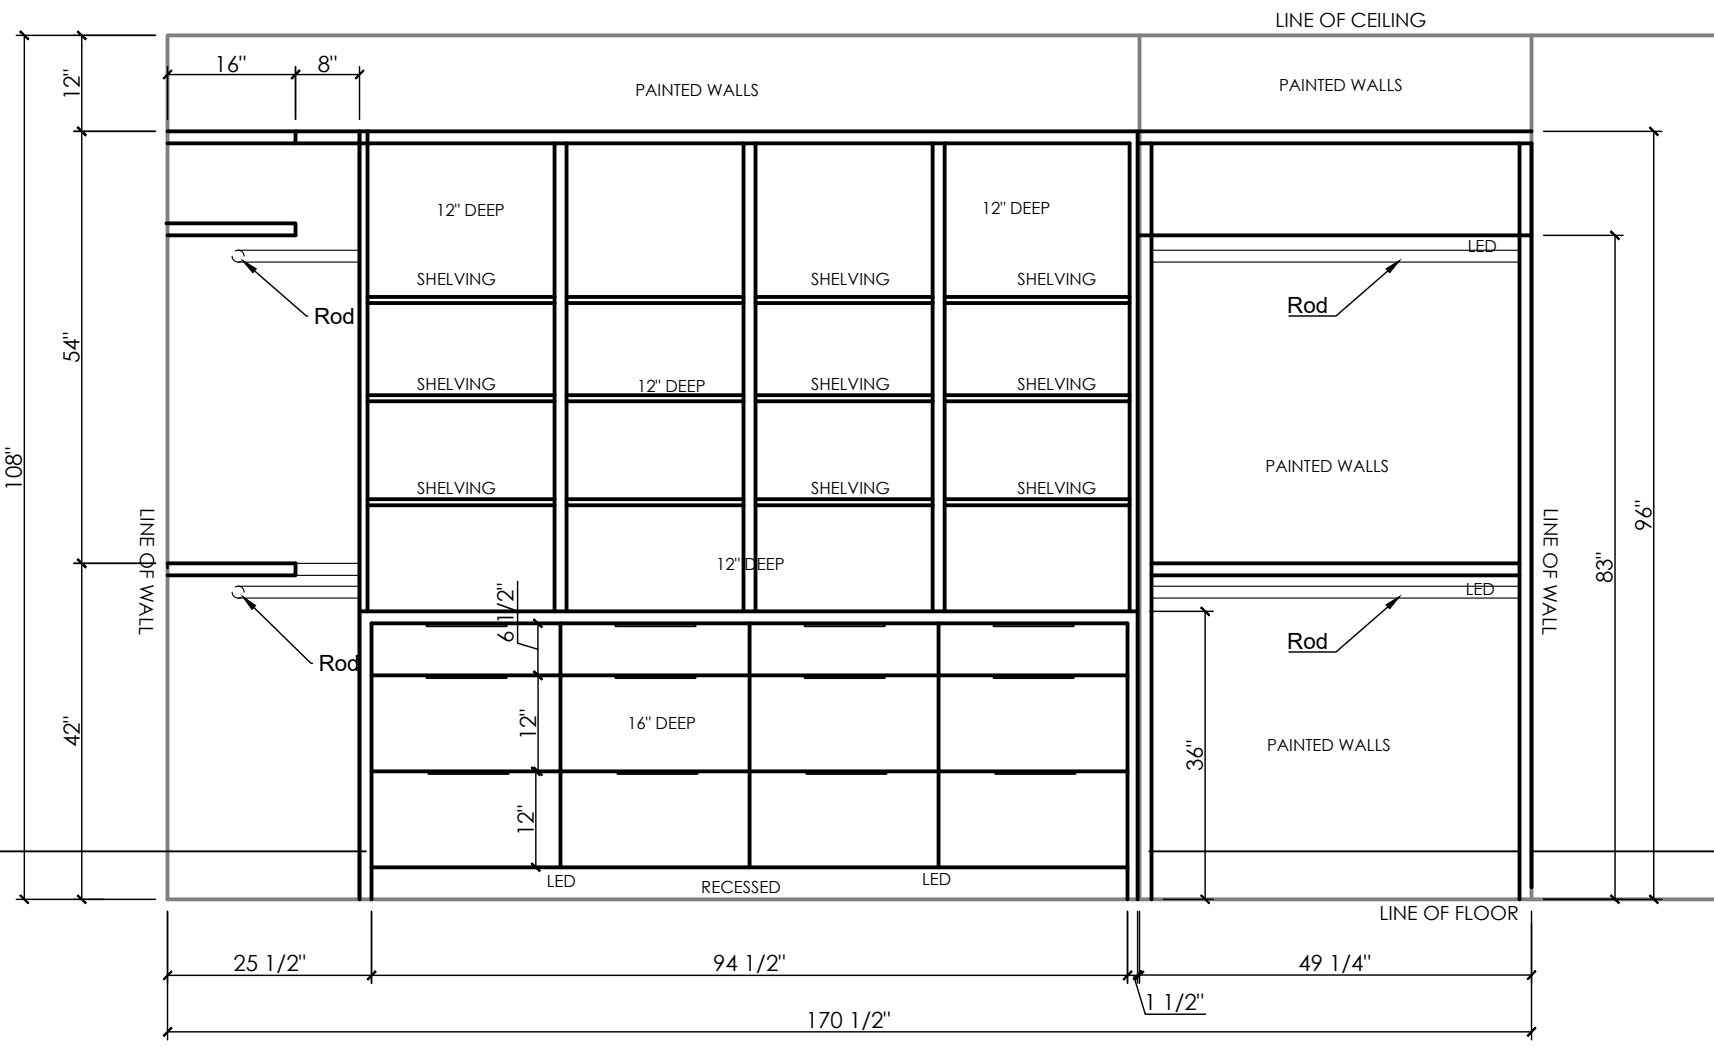 LINE OF CEILING
16"
8"
12"
PAINTED WALLS
PAINTED WALLS
12" DEEP
12" DEEP
LED
SHELVING
SHELVING
SHELVING
Rod
Rod
54"
SHELVING
12" DEEP
SHELVING
SHELVING
108"
PAINTED WALLS
SHELVING
SHELVING
SHELVING
96"
LINE OF WALL
LINE OF WALL
83"
12" DEEP
LED
6 1/2"
Rod
Rod
42"
12"
16" DEEP
36"
PAINTED WALLS
12"
LED
RECESSED
LED
LINE OF FLOOR
25 1/2"
94 1/2"
49 1/4"
1 1/2"
170 1/2"